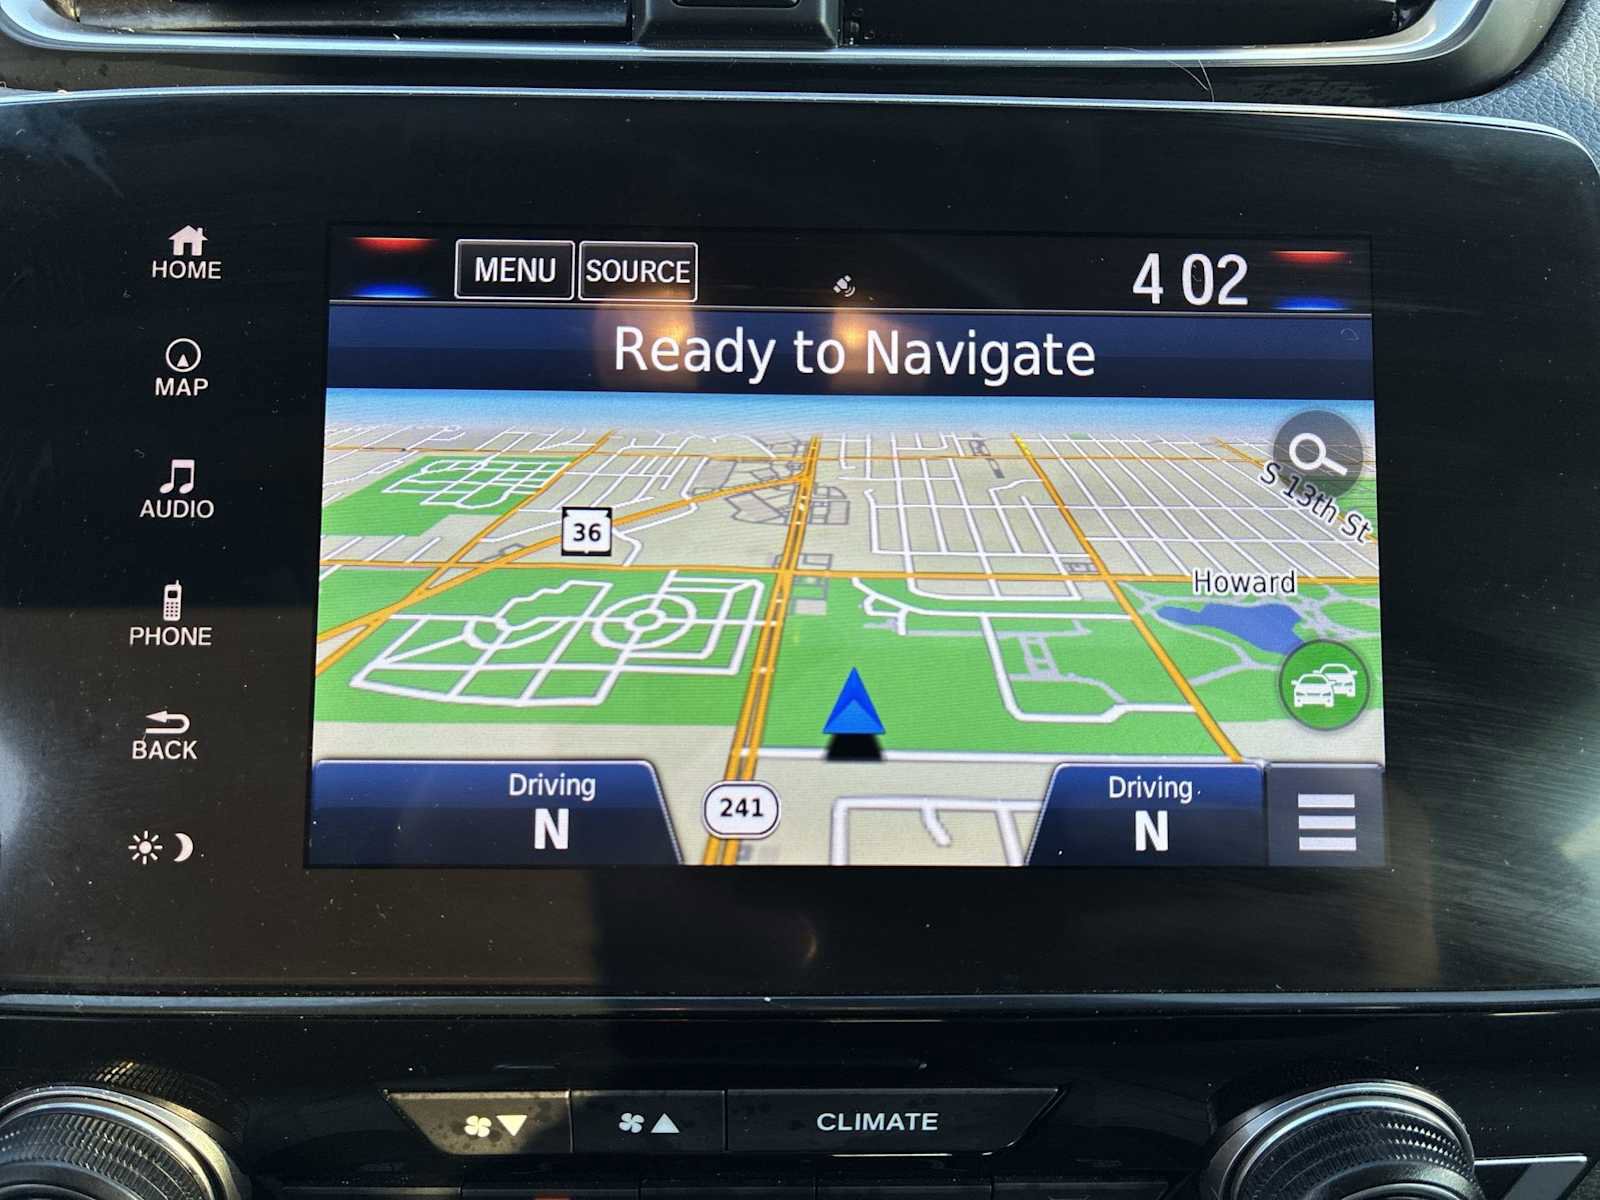 HOME
MAP
AUDIO
PHONE
BACK
MENU SOURCE 4 02
Ready to Navigate
S 13th St
36
Howard
Driving
N
241
Driving
N
CLIMATE